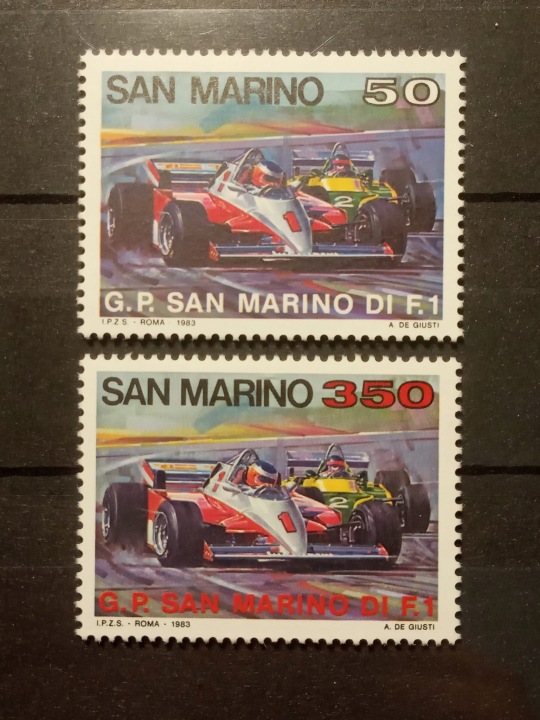 SAN MARINO 50
1
2
G.P. SAN MARINO DI F.1
I.P.Z.S. - ROMA - 1983 A. DE GIUSTI
SAN MARINO 350
1
2
G.P. SAN MARINO DI F.1
I.P.Z.S. - ROMA - 1983 A. DE GIUSTI